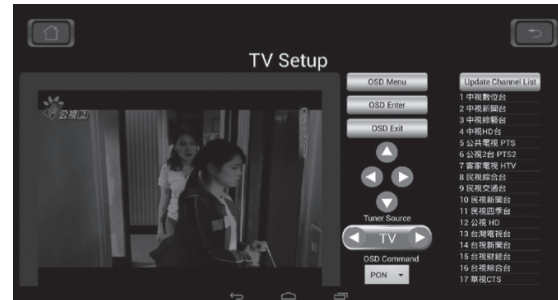 TV Setup
公視2
OSD Menu
OSD Enter
OSD Exit
Tuner Source
TV
OSD Command
PON
Update Channel List
1 中視數位台
2 中視新聞台
3 中視綜藝台
4 中視HD台
5 公共電視 PTS
6 公視2台 PTS2
7 客家電視 HTV
8 民視綜合台
9 民視交通台
10 民視新聞台
11 民視四季台
12 公視 HD
13 台灣電視台
14 台視新聞台
15 台視財經台
16 台視綜合台
17 華視CTS